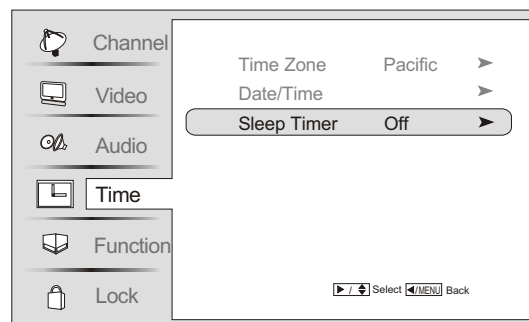 Channel
Video
Audio
Time
Function
Lock
Time Zone Pacific
Date/Time
Sleep Timer Off
/ Select /MENU Back